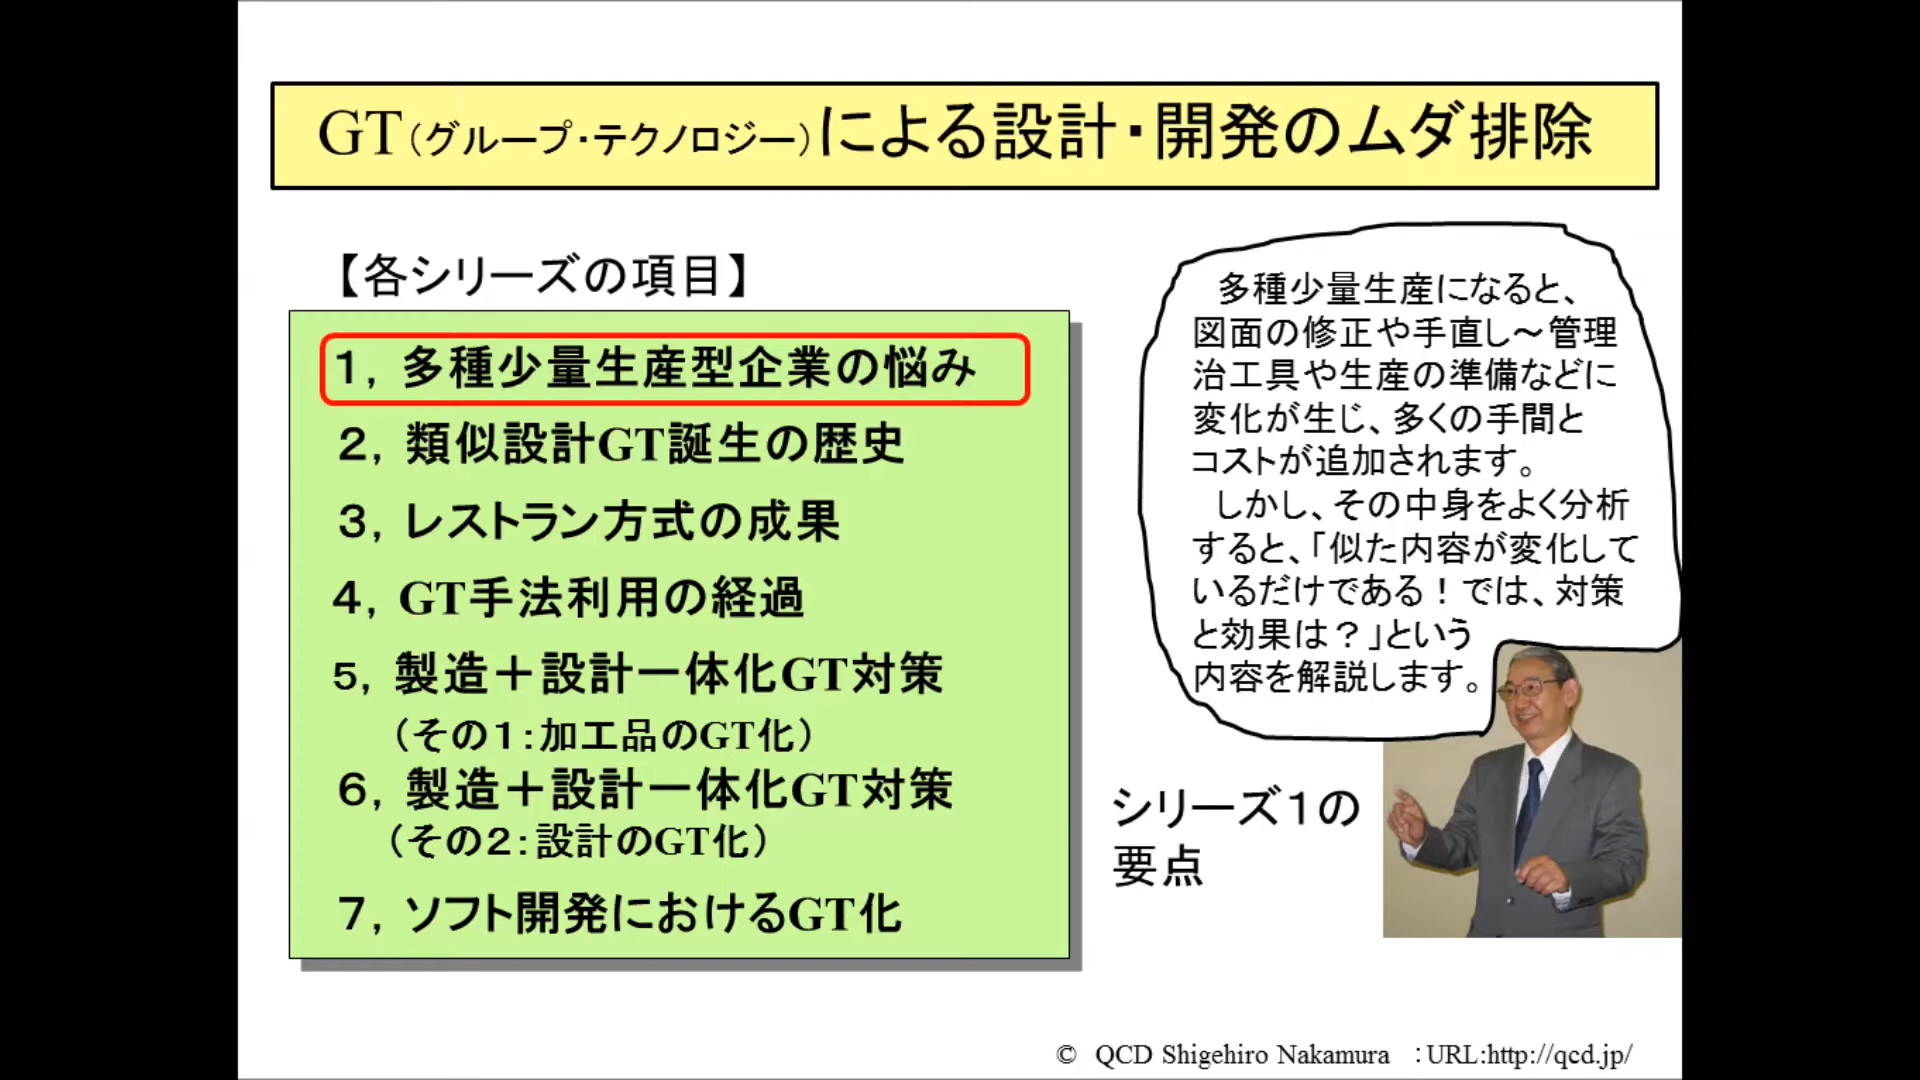 GT（グループ・テクノロジー）による設計・開発のムダ排除
【各シリーズの項目】
１，多種少量生産型企業の悩み
２，類似設計GT誕生の歴史
３，レストラン方式の成果
４，GT手法利用の経過
５，製造＋設計一体化GT対策
（その１：加工品のGT化）
６，製造＋設計一体化GT対策
（その２：設計のGT化）
７，ソフト開発におけるGT化
多種少量生産になると、
図面の修正や手直し～管理
治工具や生産の準備などに
変化が生じ、多くの手間と
コストが追加されます。
しかし、その中身をよく分析
すると、「似た内容が変化して
いるだけである！では、対策
と効果は？」という
内容を解説します。
シリーズ１の
要点
© QCD Shigehiro Nakamura ：URL:http://qcd.jp/